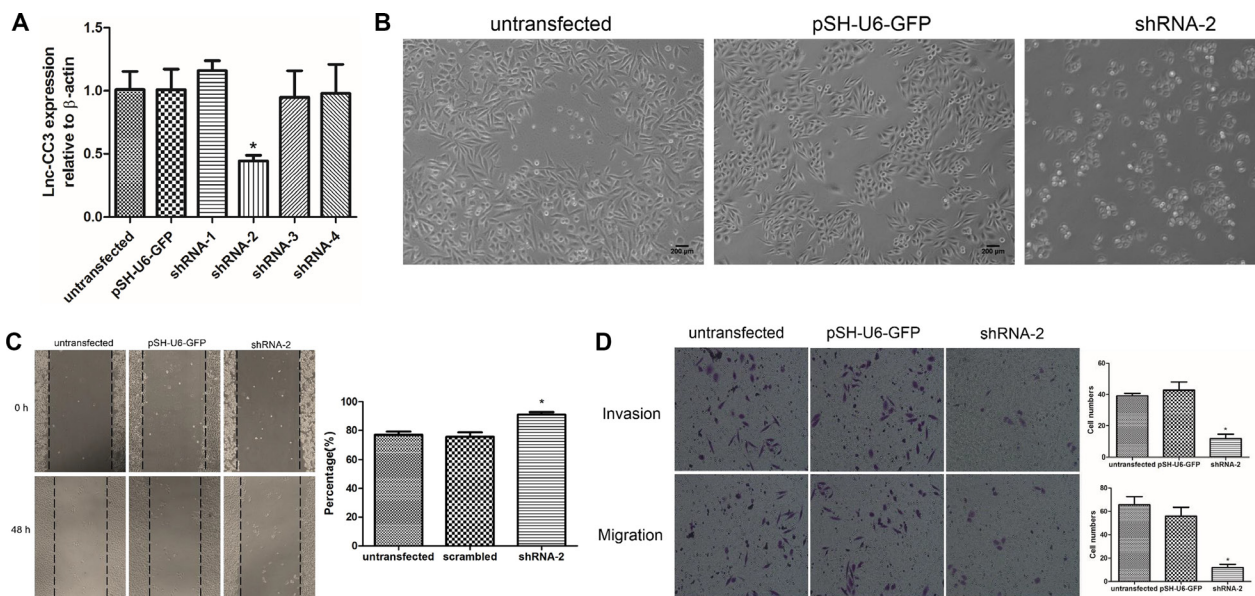 A
Lnc-CC3 expression
relative to β-actin
1.5
1.0
0.5
0.0
*
untransfected
pSH-U6-GFP
shRNA-1
shRNA-2
shRNA-3
shRNA-4
B
untransfected
pSH-U6-GFP
shRNA-2
200 μm
200 μm
C
untransfected
pSH-U6-GFP
shRNA-2
0 h
48 h
Percentage(%)
100
80
60
40
20
0
*
untransfected
scrambled
shRNA-2
D
untransfected
pSH-U6-GFP
shRNA-2
Invasion
Migration
Cell numbers
60
40
20
0
*
untransfected
pSH-U6-GFP
shRNA-2
Cell numbers
80
60
40
20
0
*
untransfected
pSH-U6-GFP
shRNA-2